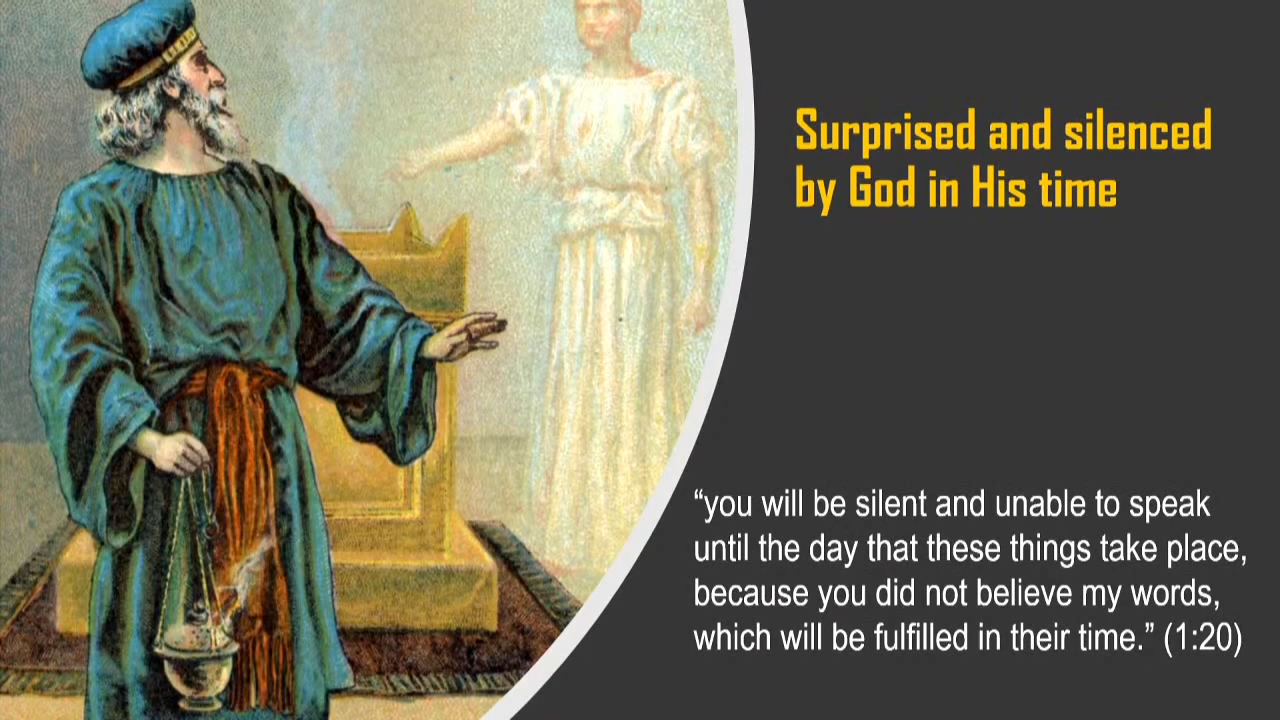 Surprised and silenced
by God in His time
“you will be silent and unable to speak
until the day that these things take place,
because you did not believe my words,
which will be fulfilled in their time.” (1:20)